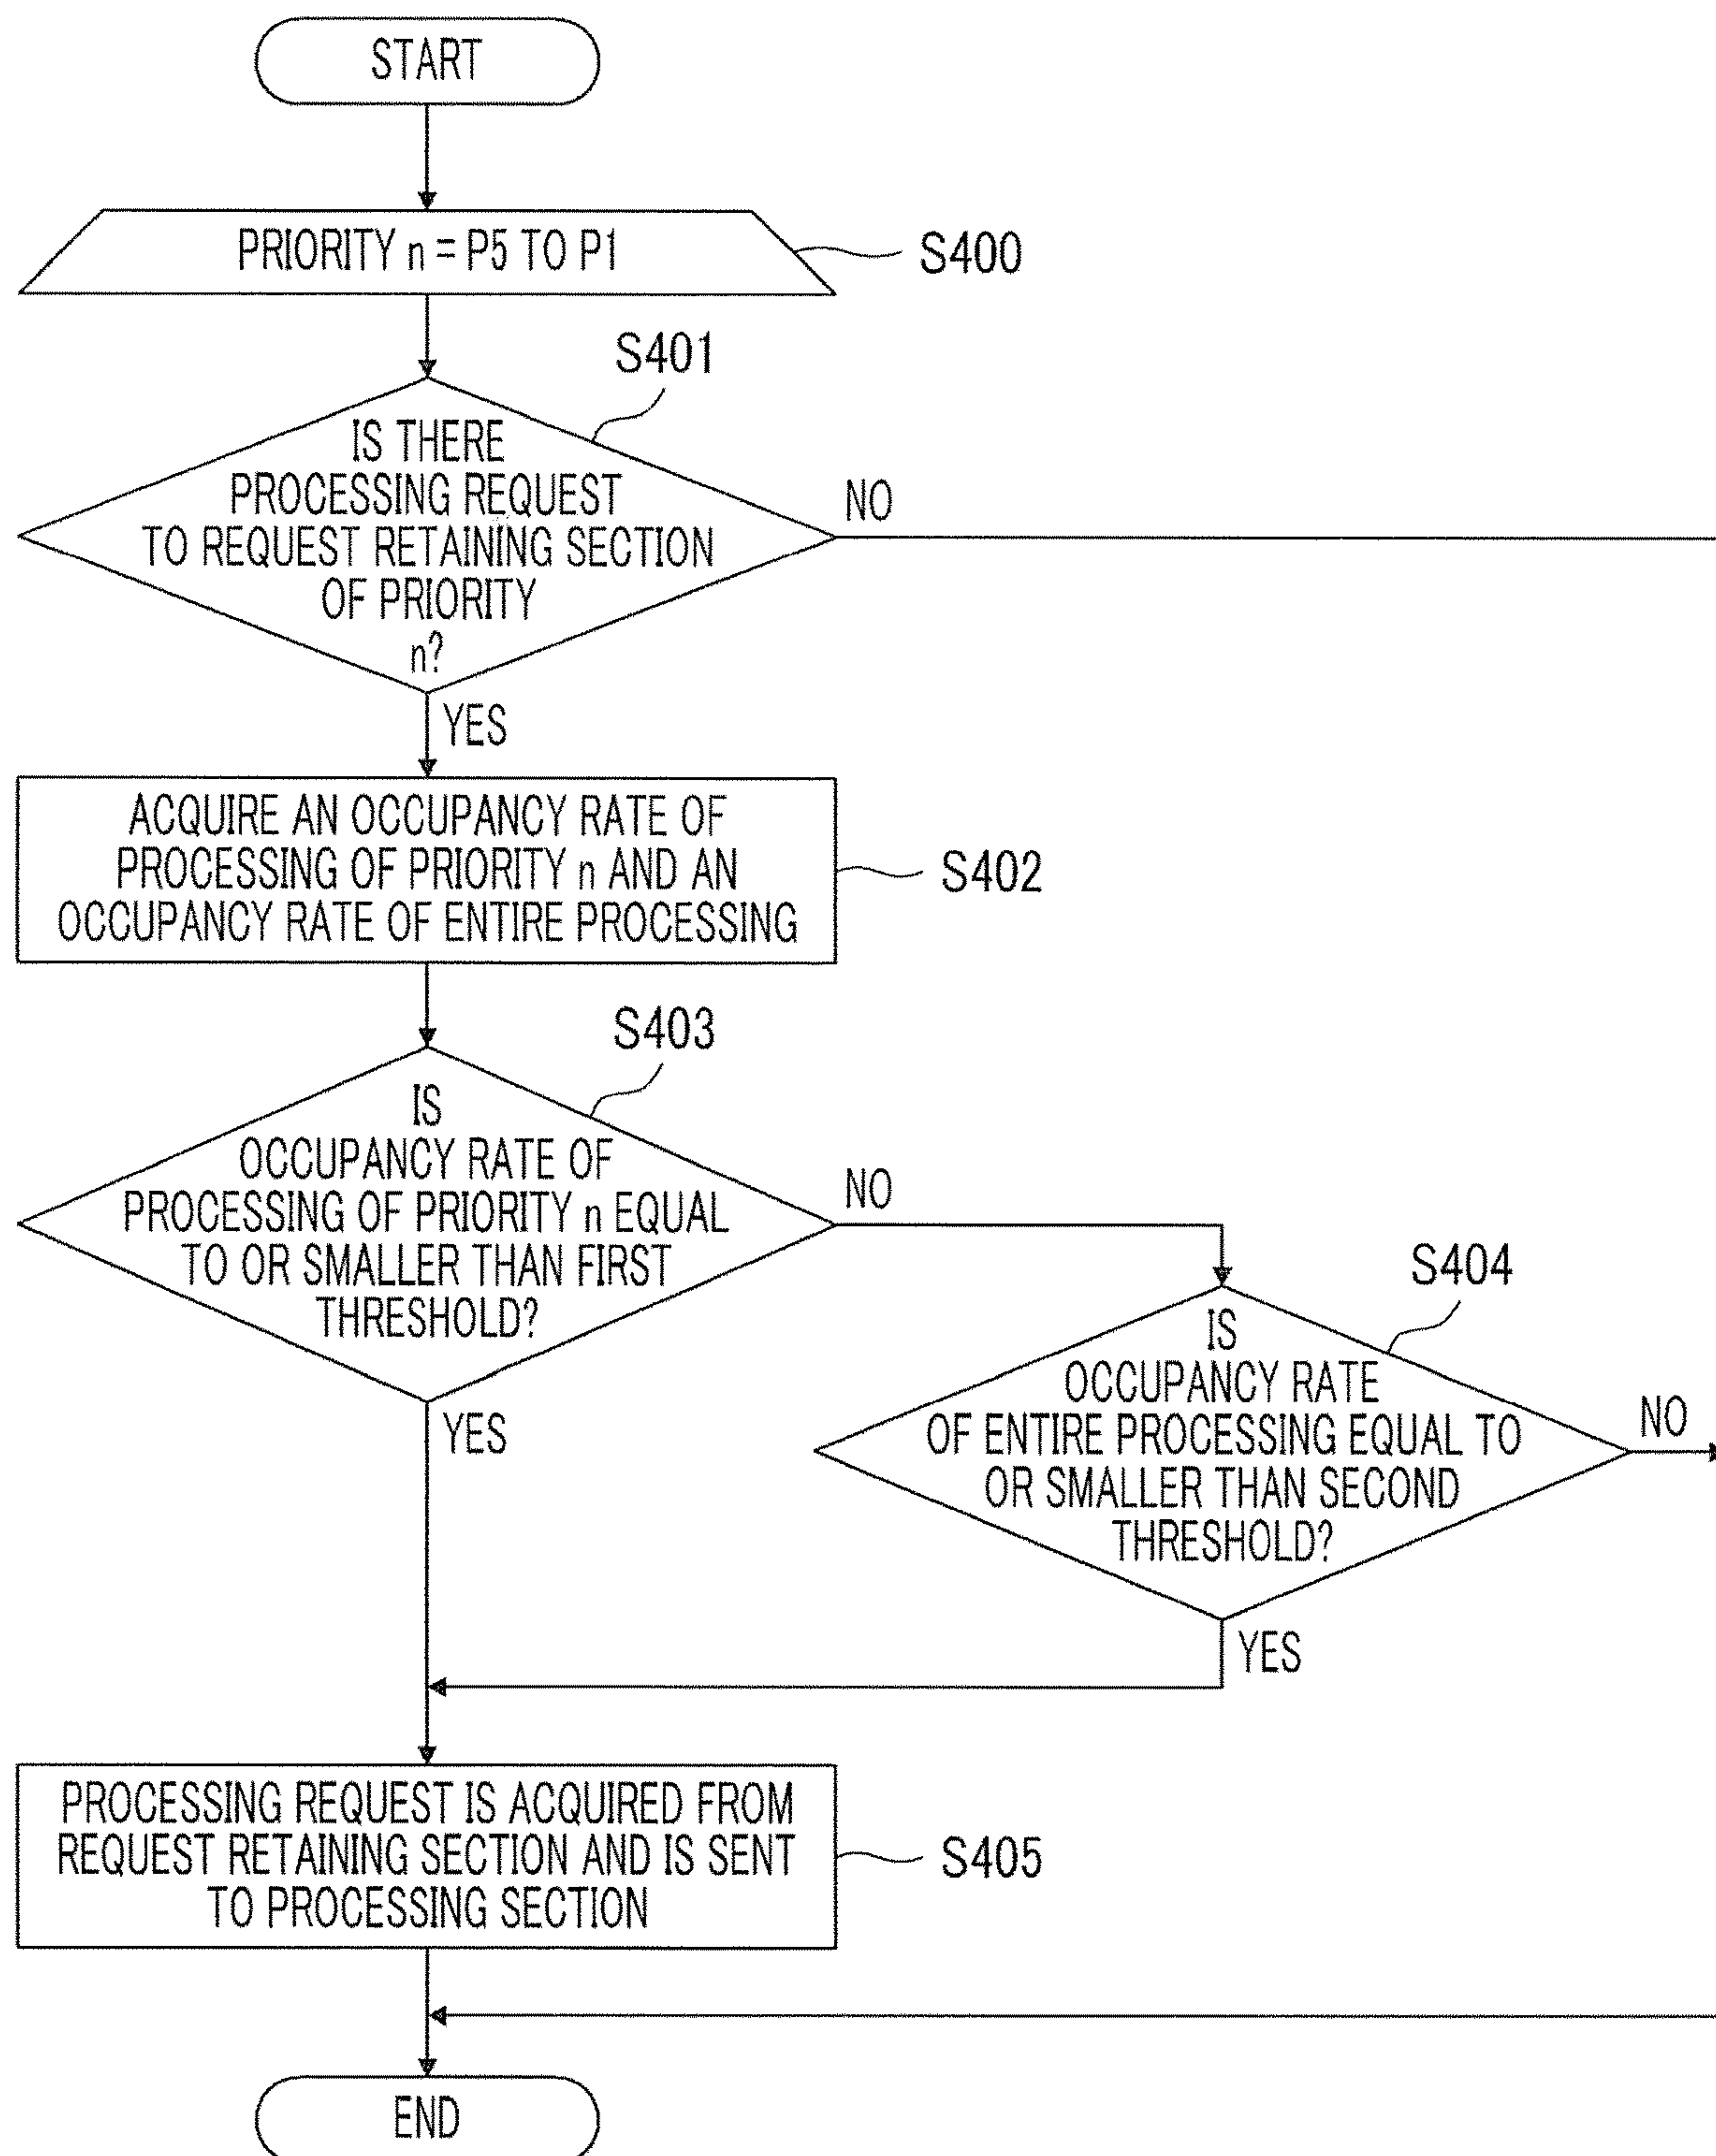 START
PRIORITY n = P5 TO P1
S400
S401
IS THERE
PROCESSING REQUEST
TO REQUEST RETAINING SECTION
OF PRIORITY
n?
NO
YES
ACQUIRE AN OCCUPANCY RATE OF
PROCESSING OF PRIORITY n AND AN
OCCUPANCY RATE OF ENTIRE PROCESSING
S402
S403
IS
OCCUPANCY RATE OF
PROCESSING OF PRIORITY n EQUAL
TO OR SMALLER THAN FIRST
THRESHOLD?
NO
YES
S404
IS
OCCUPANCY RATE
OF ENTIRE PROCESSING EQUAL TO
OR SMALLER THAN SECOND
THRESHOLD?
NO
YES
PROCESSING REQUEST IS ACQUIRED FROM
REQUEST RETAINING SECTION AND IS SENT
TO PROCESSING SECTION
S405
END